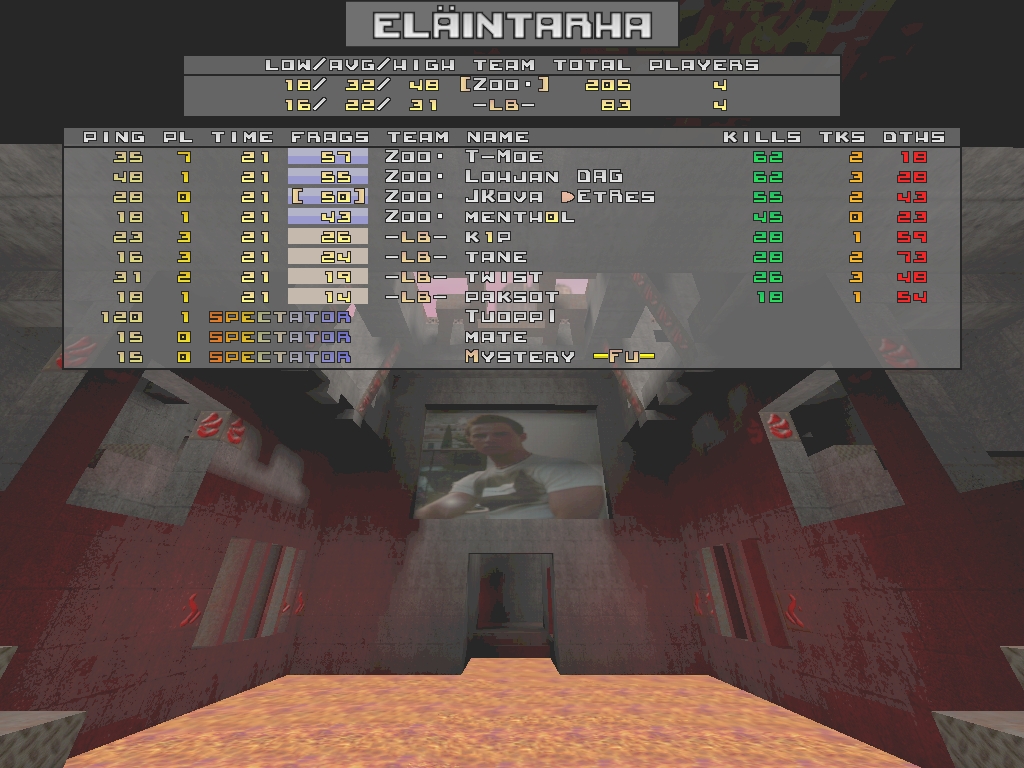 ELÄINTARHA
LOW/AVG/HIGH TEAM TOTAL PLAYERS
18/ 32/ 48 [ZOO·] 205 4
16/ 22/ 31 -LB- 83 4
PING PL TIME FRAGS TEAM NAME KILLS TKS DTHS
35 7 21 57 ZOO· T-MOE 62 2 18
48 1 21 55 ZOO· LOWJAN DAG 62 3 28
28 0 21 [ 50] ZOO· JKOVA DETRES 55 2 43
18 1 21 43 ZOO· MENTHOL 45 0 23
23 3 21 26 -LB- K1P 28 1 59
16 3 21 24 -LB- TANE 28 2 73
31 2 21 19 -LB- TWIST 26 3 48
18 1 21 14 -LB- PAKSOT 18 1 54
120 1 SPECTATOR TUOPPI
15 0 SPECTATOR MATE
15 0 SPECTATOR MYSTERY -FU-